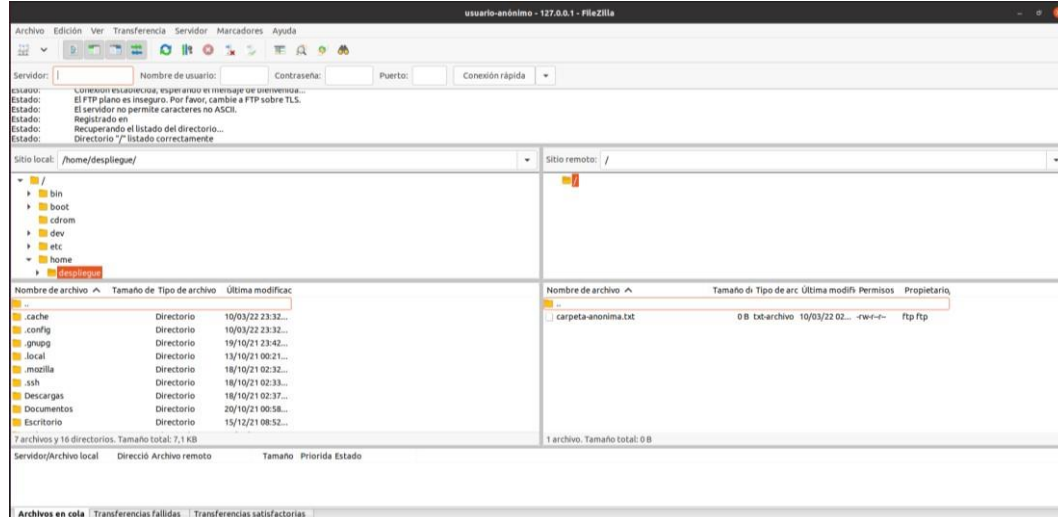 usuario-anónimo - 127.0.0.1 - FileZilla
Archivo Edición Ver Transferencia Servidor Marcadores Ayuda
Servidor: Nombre de usuario: Contraseña: Puerto: Conexión rápida
Estado: Conexión establecida, esperando el mensaje de bienvenida...
Estado: El FTP plano es inseguro. Por favor, cambie a FTP sobre TLS.
Estado: El servidor no permite caracteres no ASCII.
Estado: Registrado en
Estado: Recuperando el listado del directorio...
Estado: Directorio "/" listado correctamente
Sitio local: /home/despliegue/
Sitio remoto: /
/
bin
boot
cdrom
dev
etc
home
despliegue
/
Nombre de archivo Tamaño de Tipo de archivo Última modificac
..
.cache Directorio 10/03/22 23:32...
.config Directorio 10/03/22 23:32...
.gnupg Directorio 19/10/21 23:42...
.local Directorio 13/10/21 00:21...
.mozilla Directorio 18/10/21 02:32...
.ssh Directorio 18/10/21 02:33...
Descargas Directorio 18/10/21 02:37...
Documentos Directorio 20/10/21 00:58...
Escritorio Directorio 15/12/21 08:52...
7 archivos y 16 directorios. Tamaño total: 7,1 KB
Nombre de archivo Tamaño de Tipo de arc Última modifi Permisos Propietario,
..
carpeta-anonima.txt 0 B txt-archivo 10/03/22 02... -rw-r--r-- ftp ftp
1 archivo. Tamaño total: 0 B
Servidor/Archivo local Direcció Archivo remoto Tamaño Priorida Estado
Archivos en cola Transferencias fallidas Transferencias satisfactorias